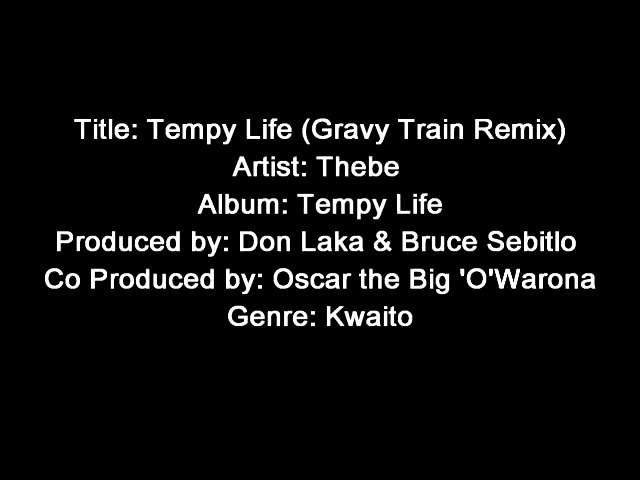 Title: Tempy Life (Gravy Train Remix)
Artist: Thebe
Album: Tempy Life
Produced by: Don Laka & Bruce Sebitlo
Co Produced by: Oscar the Big 'O'Warona
Genre: Kwaito